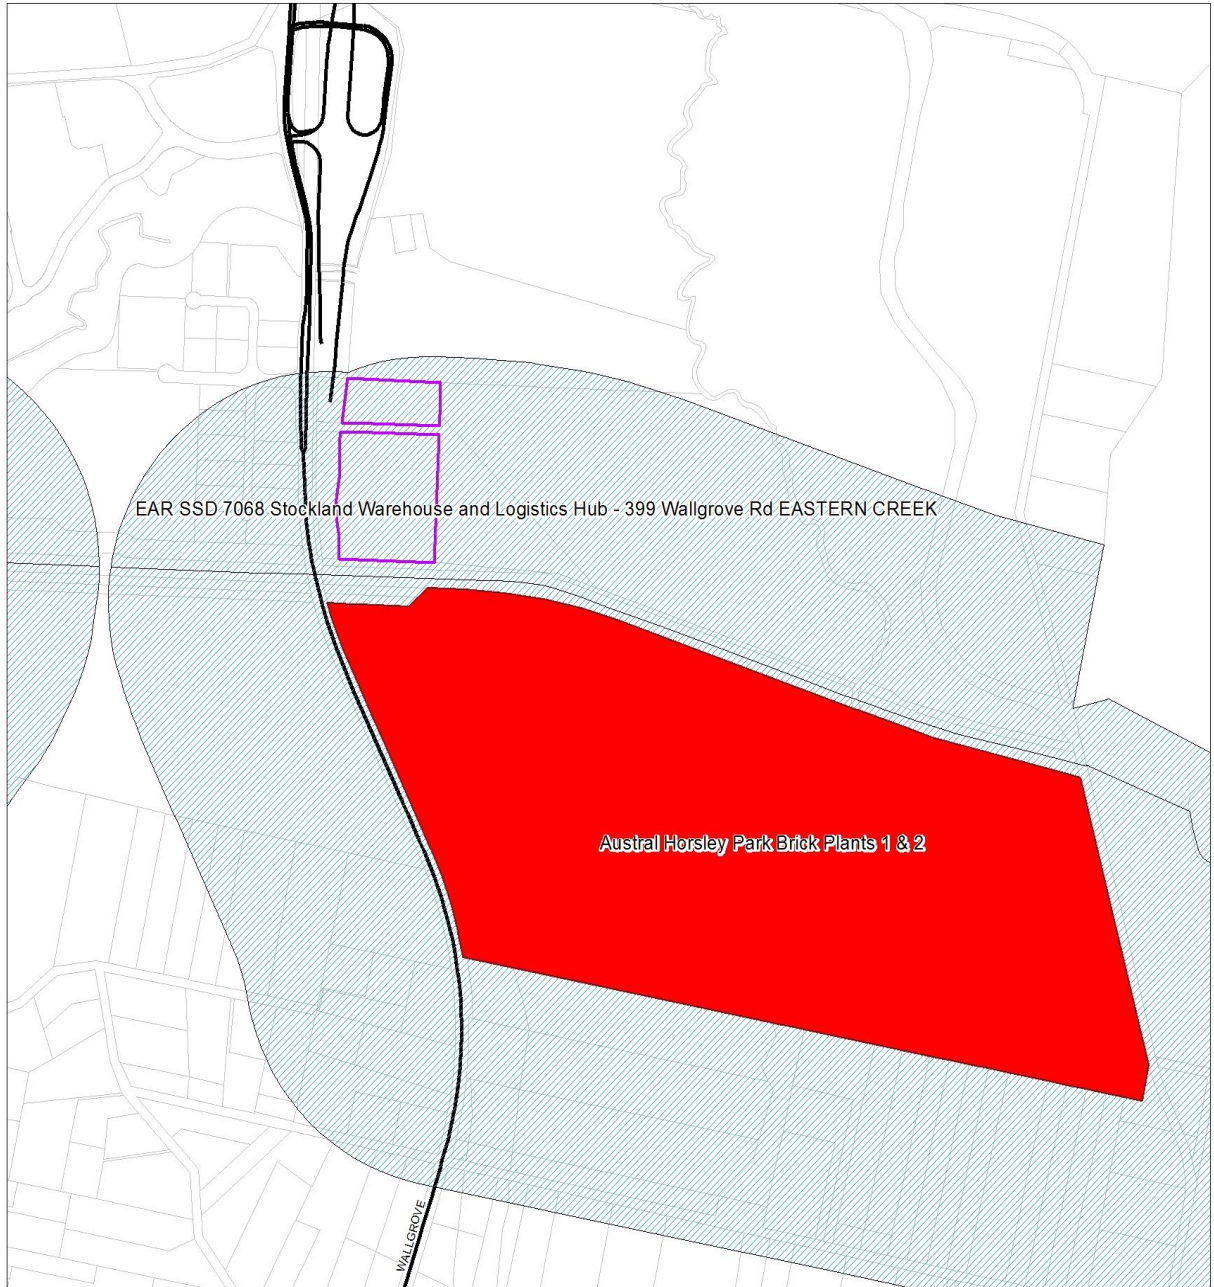 EAR SSD 7068 Stockland Warehouse and Logistics Hub - 399 Wallgrove Rd EASTERN CREEK
Austral Horsley Park Brick Plants 1 & 2
WALLGROVE